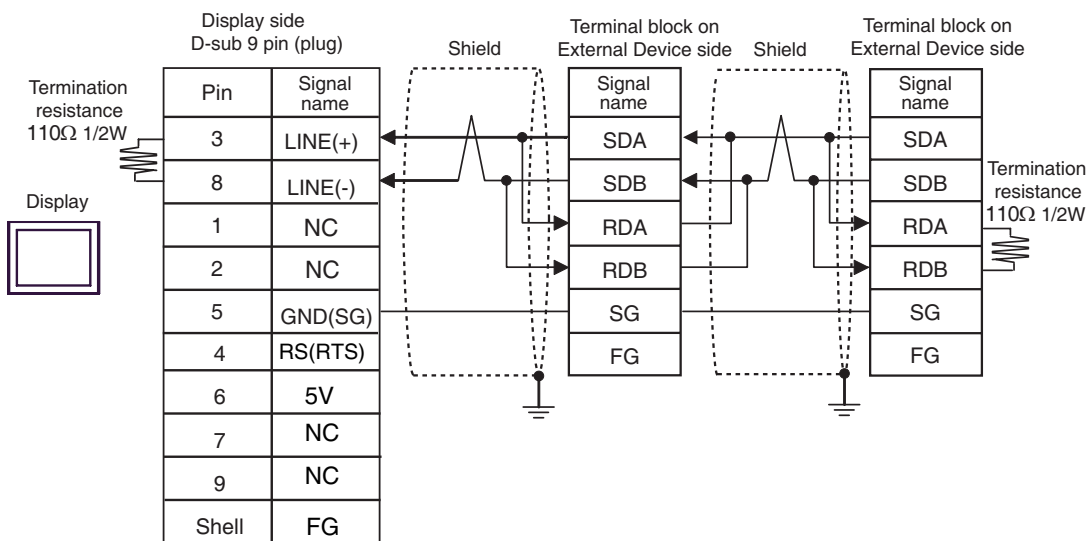 Display side
D-sub 9 pin (plug)
Shield
Terminal block on
External Device side
Shield
Terminal block on
External Device side
Termination
resistance
110Ω 1/2W
Display
Pin
Signal
name
3
LINE(+)
8
LINE(-)
1
NC
2
NC
5
GND(SG)
4
RS(RTS)
6
5V
7
NC
9
NC
Shell
FG
Signal
name
SDA
SDB
RDA
RDB
SG
FG
Signal
name
SDA
SDB
RDA
RDB
SG
FG
Termination
resistance
110Ω 1/2W